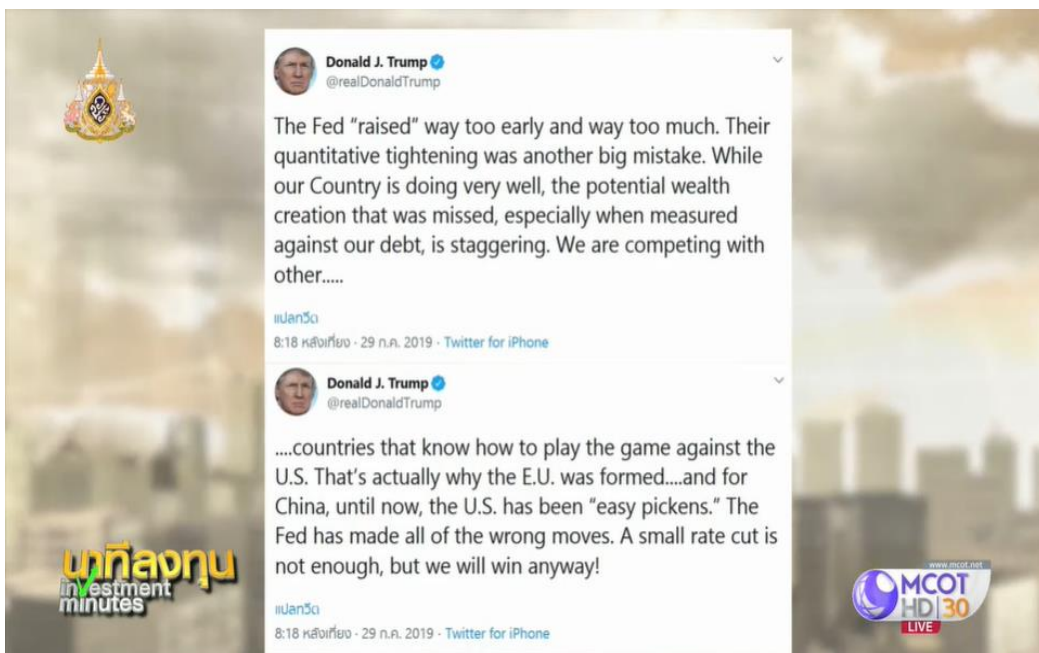 Donald J. Trump
@realDonaldTrump
The Fed “raised” way too early and way too much. Their
quantitative tightening was another big mistake. While
our Country is doing very well, the potential wealth
creation that was missed, especially when measured
against our debt, is staggering. We are competing with
other.....
แปลทวีต
8:18 หลังเที่ยง · 29 ก.ค. 2019 · Twitter for iPhone
Donald J. Trump
@realDonaldTrump
....countries that know how to play the game against the
U.S. That’s actually why the E.U. was formed....and for
China, until now, the U.S. has been “easy pickens.” The
Fed has made all of the wrong moves. A small rate cut is
not enough, but we will win anyway!
แปลทวีต
8:18 หลังเที่ยง · 29 ก.ค. 2019 · Twitter for iPhone
นาทีลงทุน
investment
minutes
www.mcot.net
MCOT
HD 30
LIVE